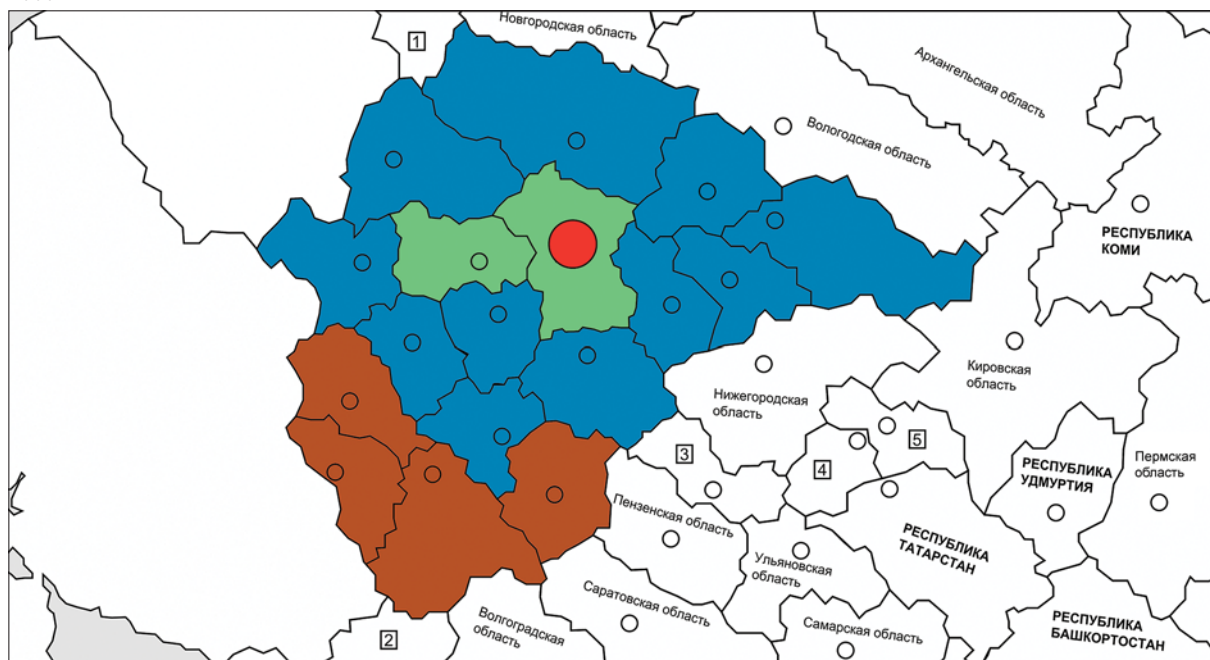 1
Новгородская область
Архангельская область
Вологодская область
РЕСПУБЛИКА
КОМИ
Кировская
область
Нижегородская
область
3
4
5
РЕСПУБЛИКА
УДМУРТИЯ
Пермская
область
Пензенская область
РЕСПУБЛИКА
ТАТАРСТАН
Ульяновская
область
Саратовская область
Самарская область
РЕСПУБЛИКА
БАШКОРТОСТАН
2
Волгоградская
область